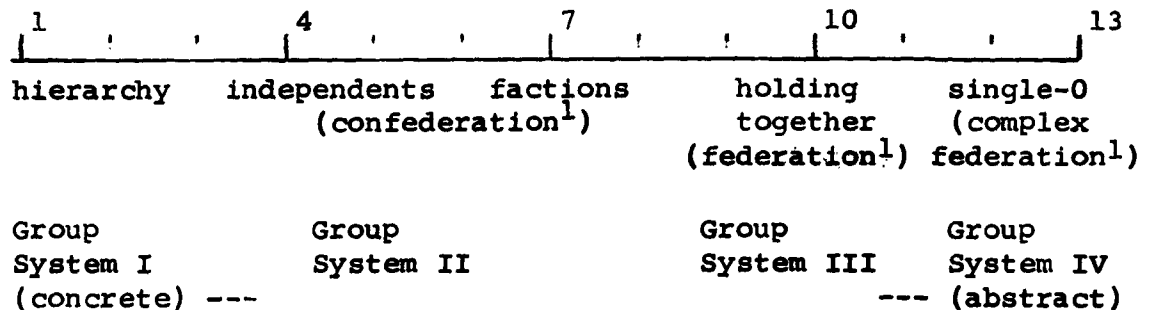 1 4 7 10 13
hierarchy independents factions holding single-O
(confederation¹) together (complex
(federation¹) federation¹)
Group Group Group Group
System I System II System III System IV
(concrete) --- --- (abstract)